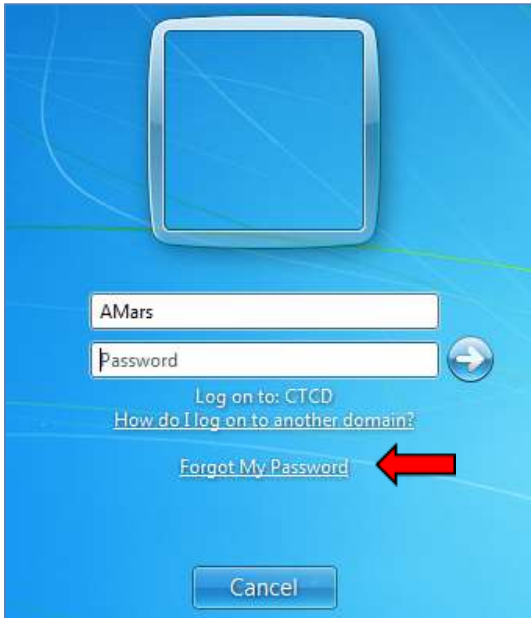 AMars
Password
Log on to: CTCD
How do I log on to another domain?
Forgot My Password
Cancel